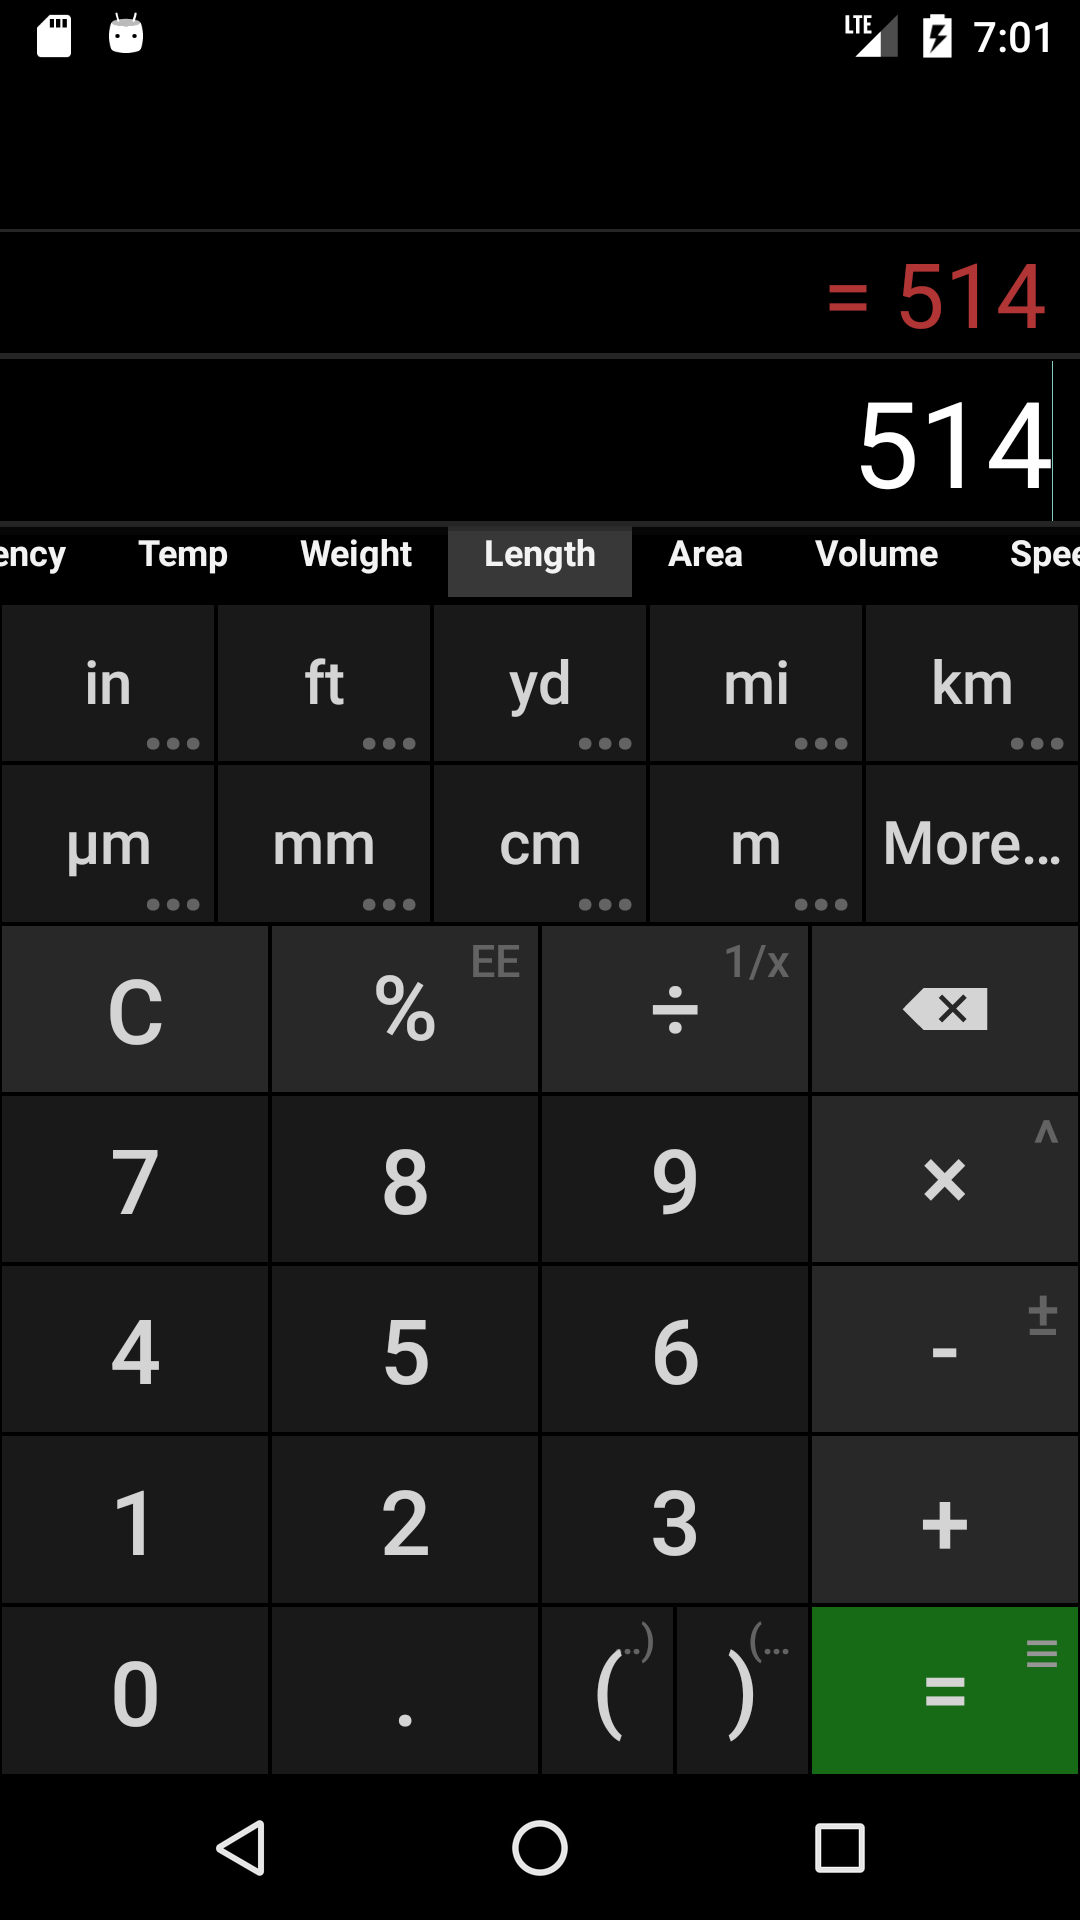 LTE 7:01
= 514
514
ency Temp Weight Length Area Volume Spee
in ft yd mi km
µm mm cm m More...
C % EE ÷ 1/x
7 8 9 × ^
4 5 6 - ±
1 2 3 +
0 . ( ..) ) (... =